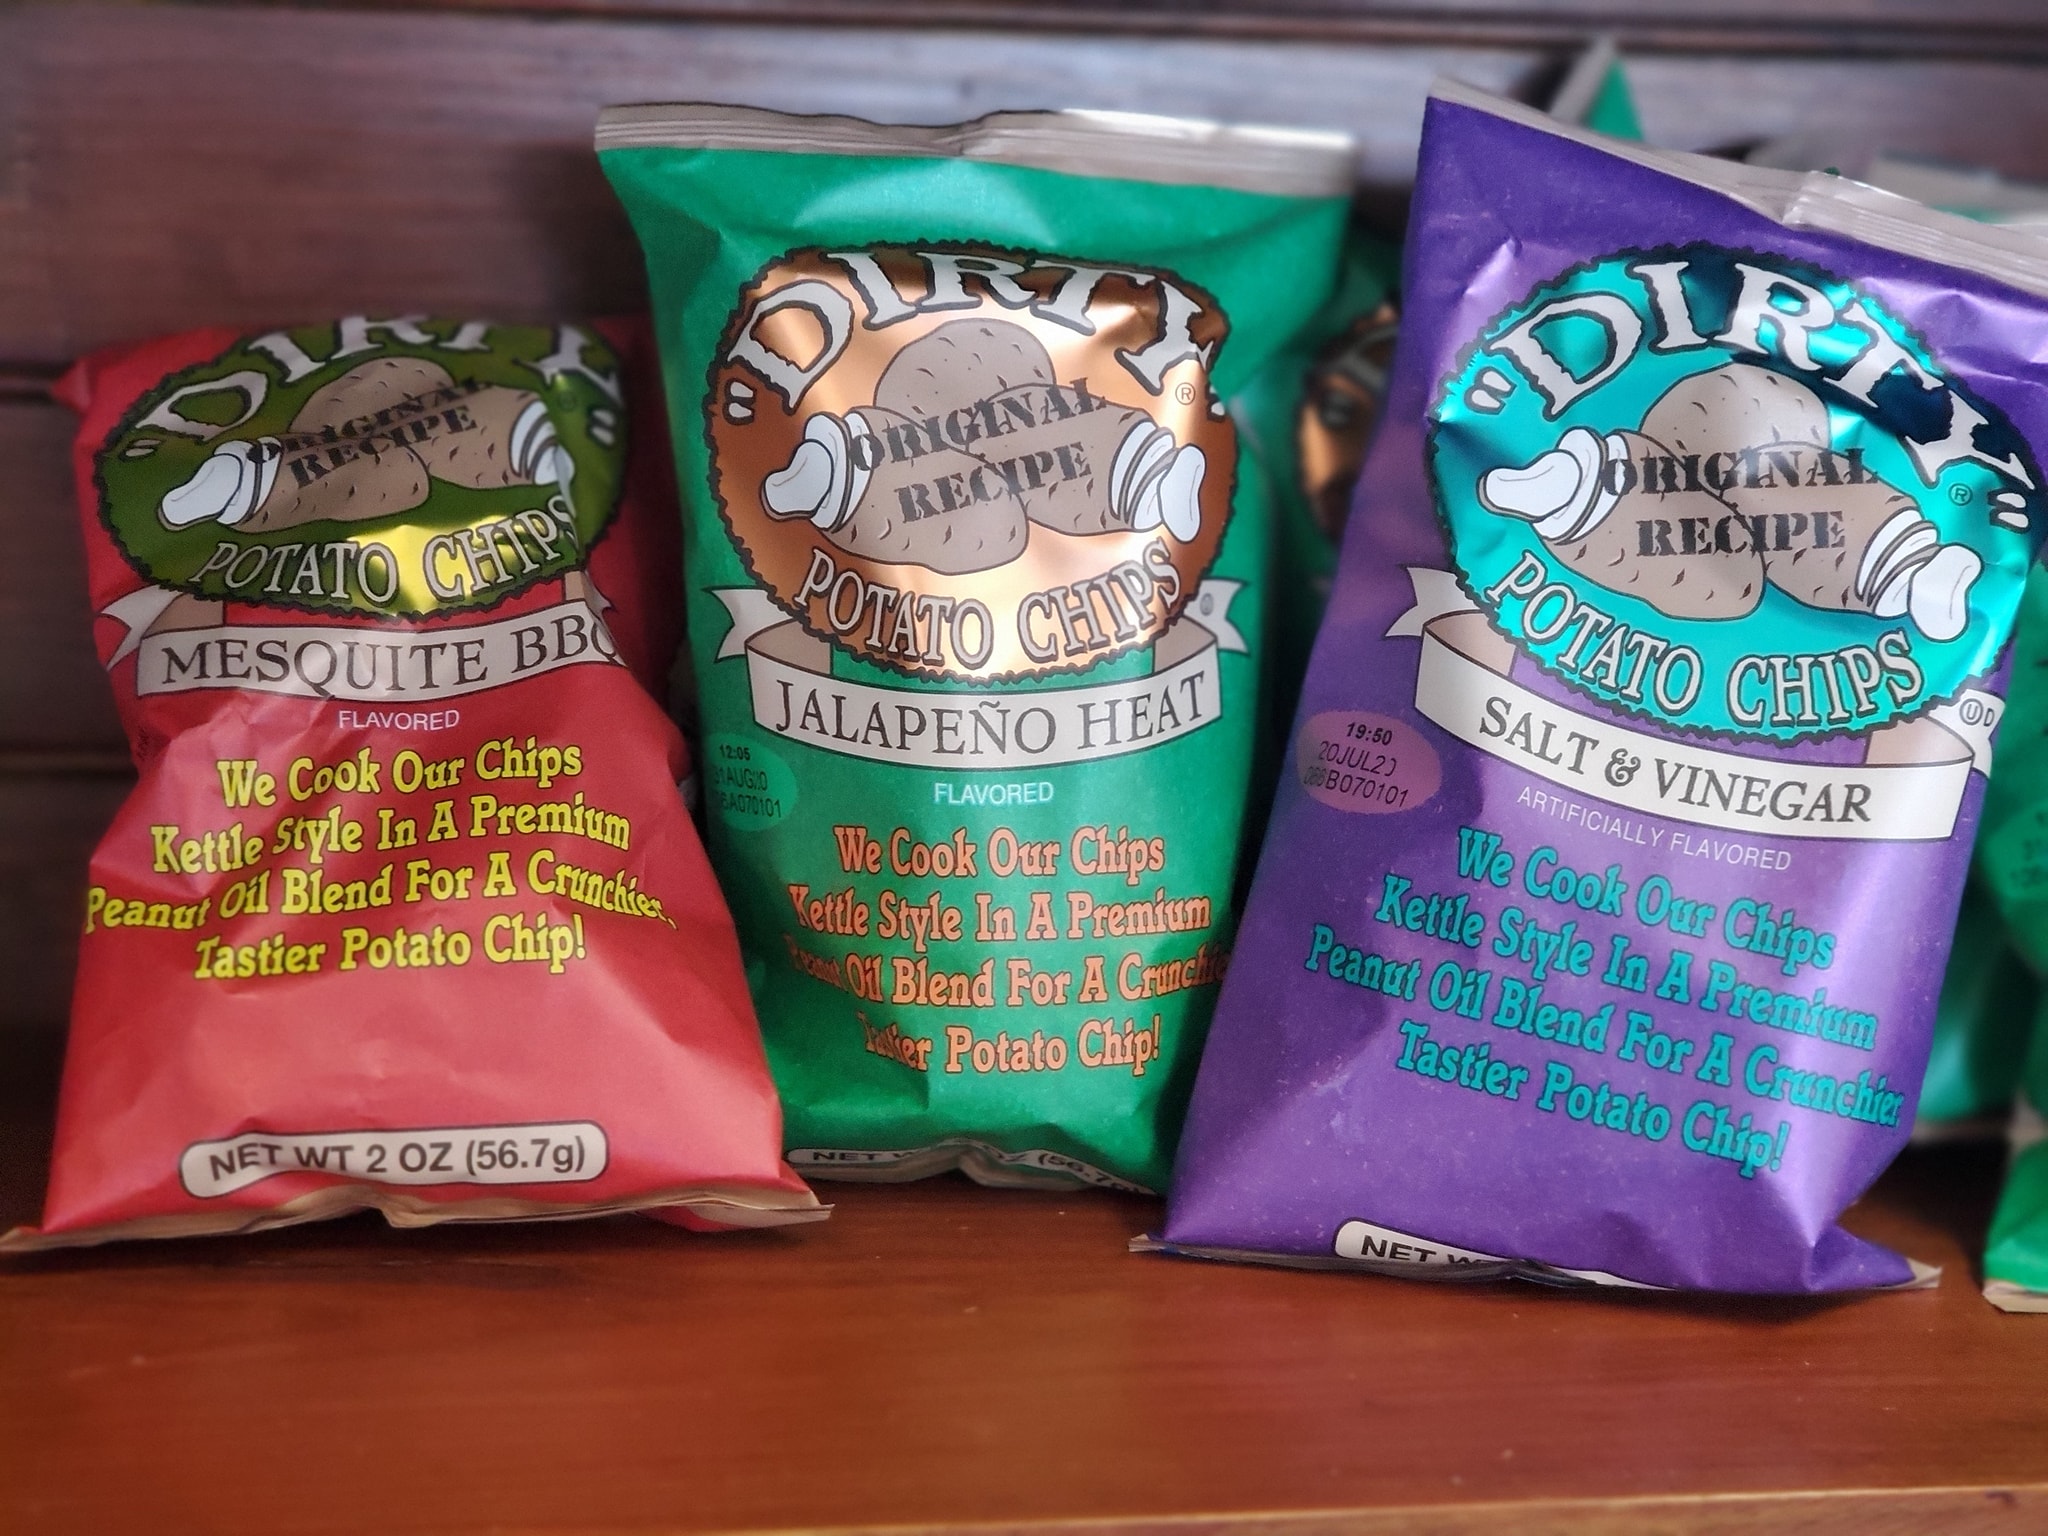 "DIRTY"
ORIGINAL
RECIPE
POTATO CHIPS
MESQUITE BBQ
FLAVORED
We Cook Our Chips
Kettle Style In A Premium
Peanut Oil Blend For A Crunchier,
Tastier Potato Chip!
NET WT 2 OZ (56.7g)
"DIRTY"
®
ORIGINAL
RECIPE
POTATO CHIPS
JALAPEÑO HEAT
12:05
FLAVORED
We Cook Our Chips
Kettle Style In A Premium
Peanut Oil Blend For A Crunchie
Tastier Potato Chip!
NET
"DIRTY"
®
ORIGINAL
RECIPE
POTATO CHIPS
U D
SALT & VINEGAR
19:50
ARTIFICIALLY FLAVORED
We Cook Our Chips
Kettle Style In A Premium
Peanut Oil Blend For A Crunchier,
Tastier Potato Chip!
NET